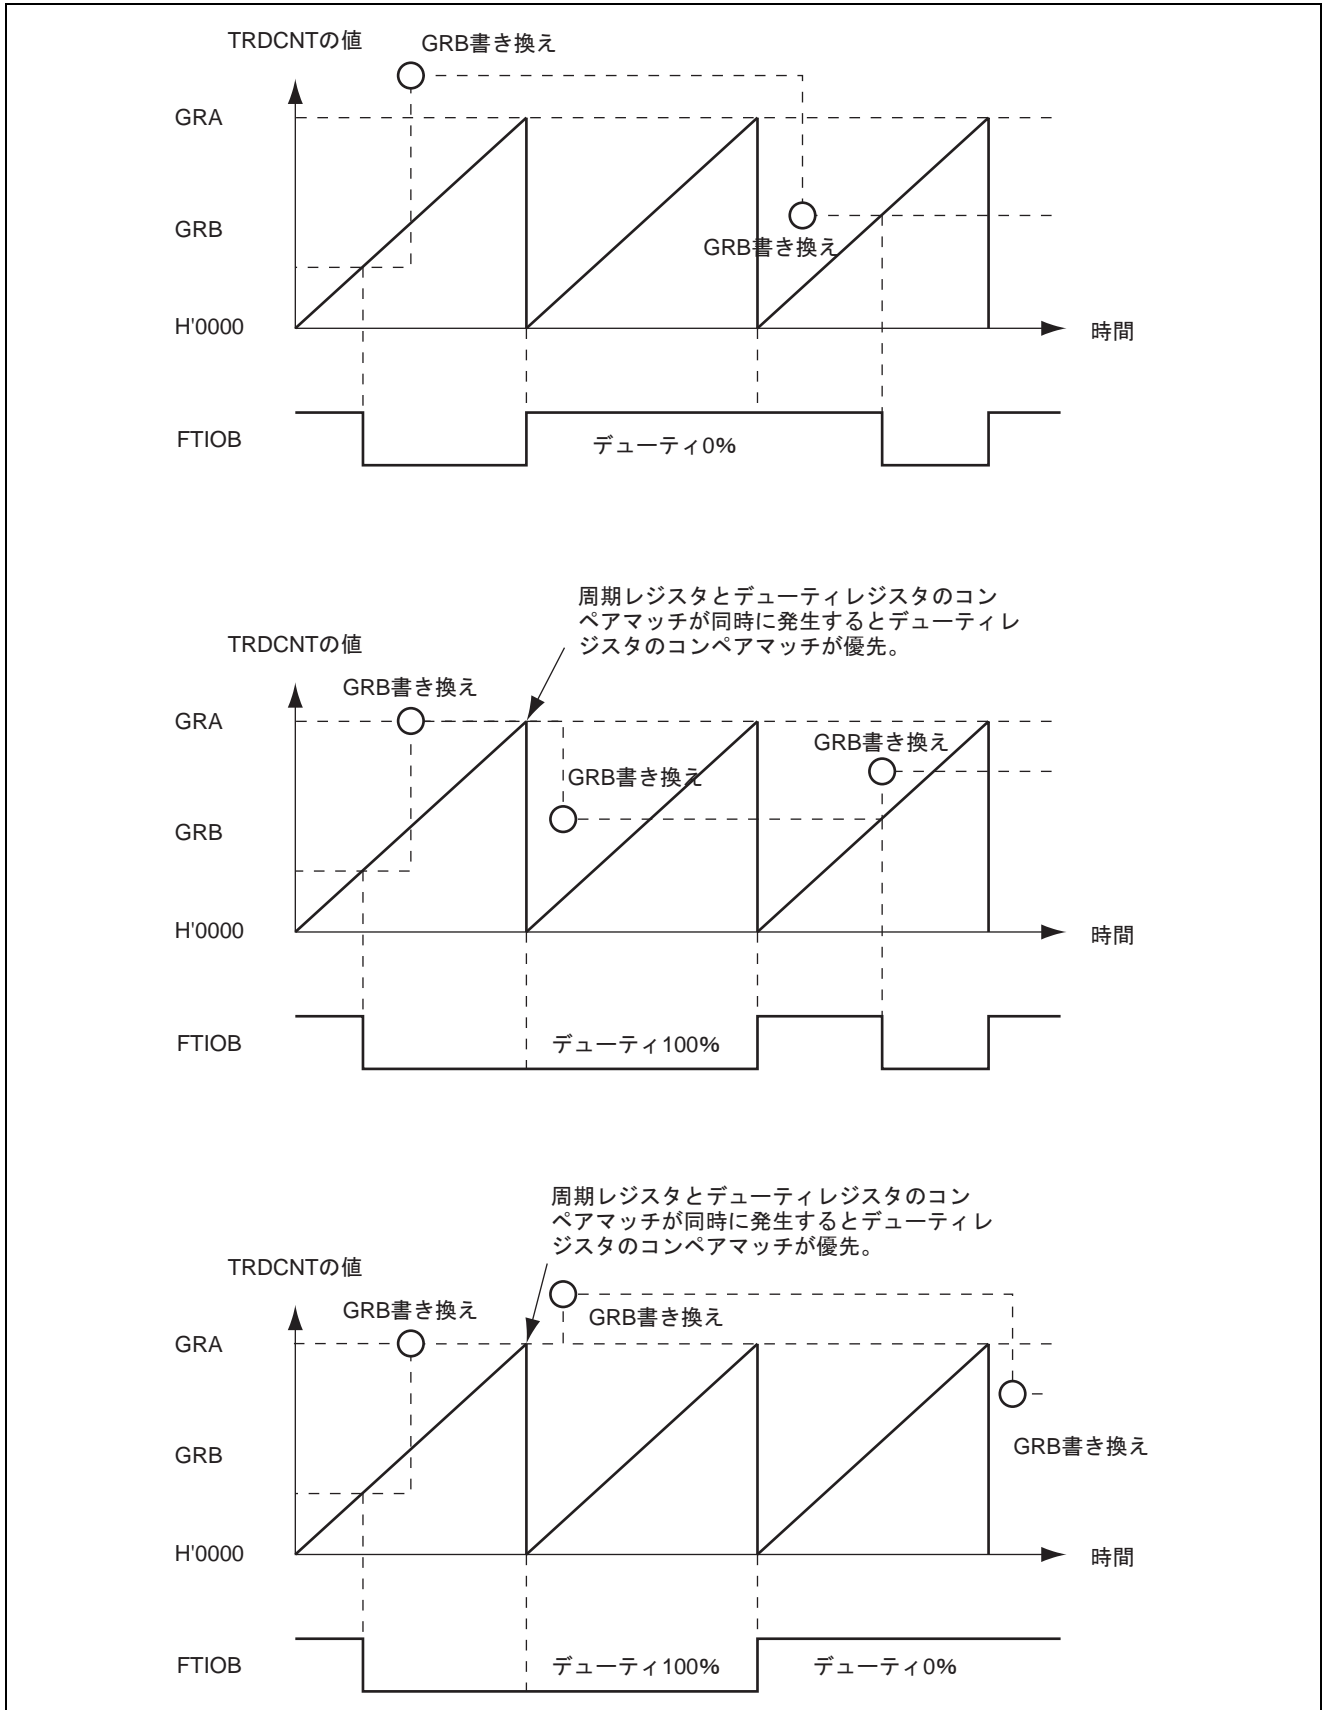 TRDCNTの値
GRB書き換え
GRA
GRB
GRB書き換え
H'0000
時間
FTIOB
デューティ0%
周期レジスタとデューティレジスタのコン
ペアマッチが同時に発生するとデューティレ
ジスタのコンペアマッチが優先。
TRDCNTの値
GRB書き換え
GRA
GRB書き換え
GRB書き換え
GRB
H'0000
時間
FTIOB
デューティ100%
周期レジスタとデューティレジスタのコン
ペアマッチが同時に発生するとデューティレ
ジスタのコンペアマッチが優先。
TRDCNTの値
GRB書き換え
GRB書き換え
GRA
GRB書き換え
GRB
H'0000
時間
FTIOB
デューティ100%
デューティ0%